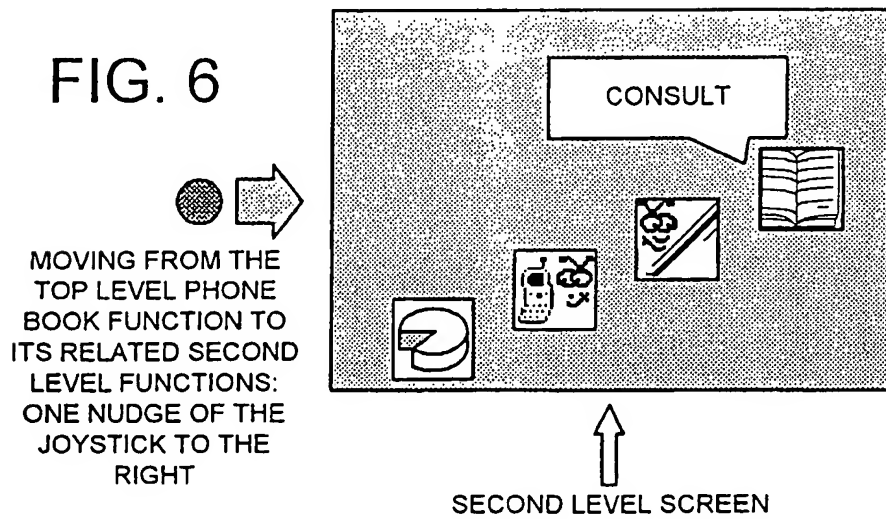 FIG. 6
CONSULT
MOVING FROM THE
TOP LEVEL PHONE
BOOK FUNCTION TO
ITS RELATED SECOND
LEVEL FUNCTIONS:
ONE NUDGE OF THE
JOYSTICK TO THE
RIGHT
SECOND LEVEL SCREEN